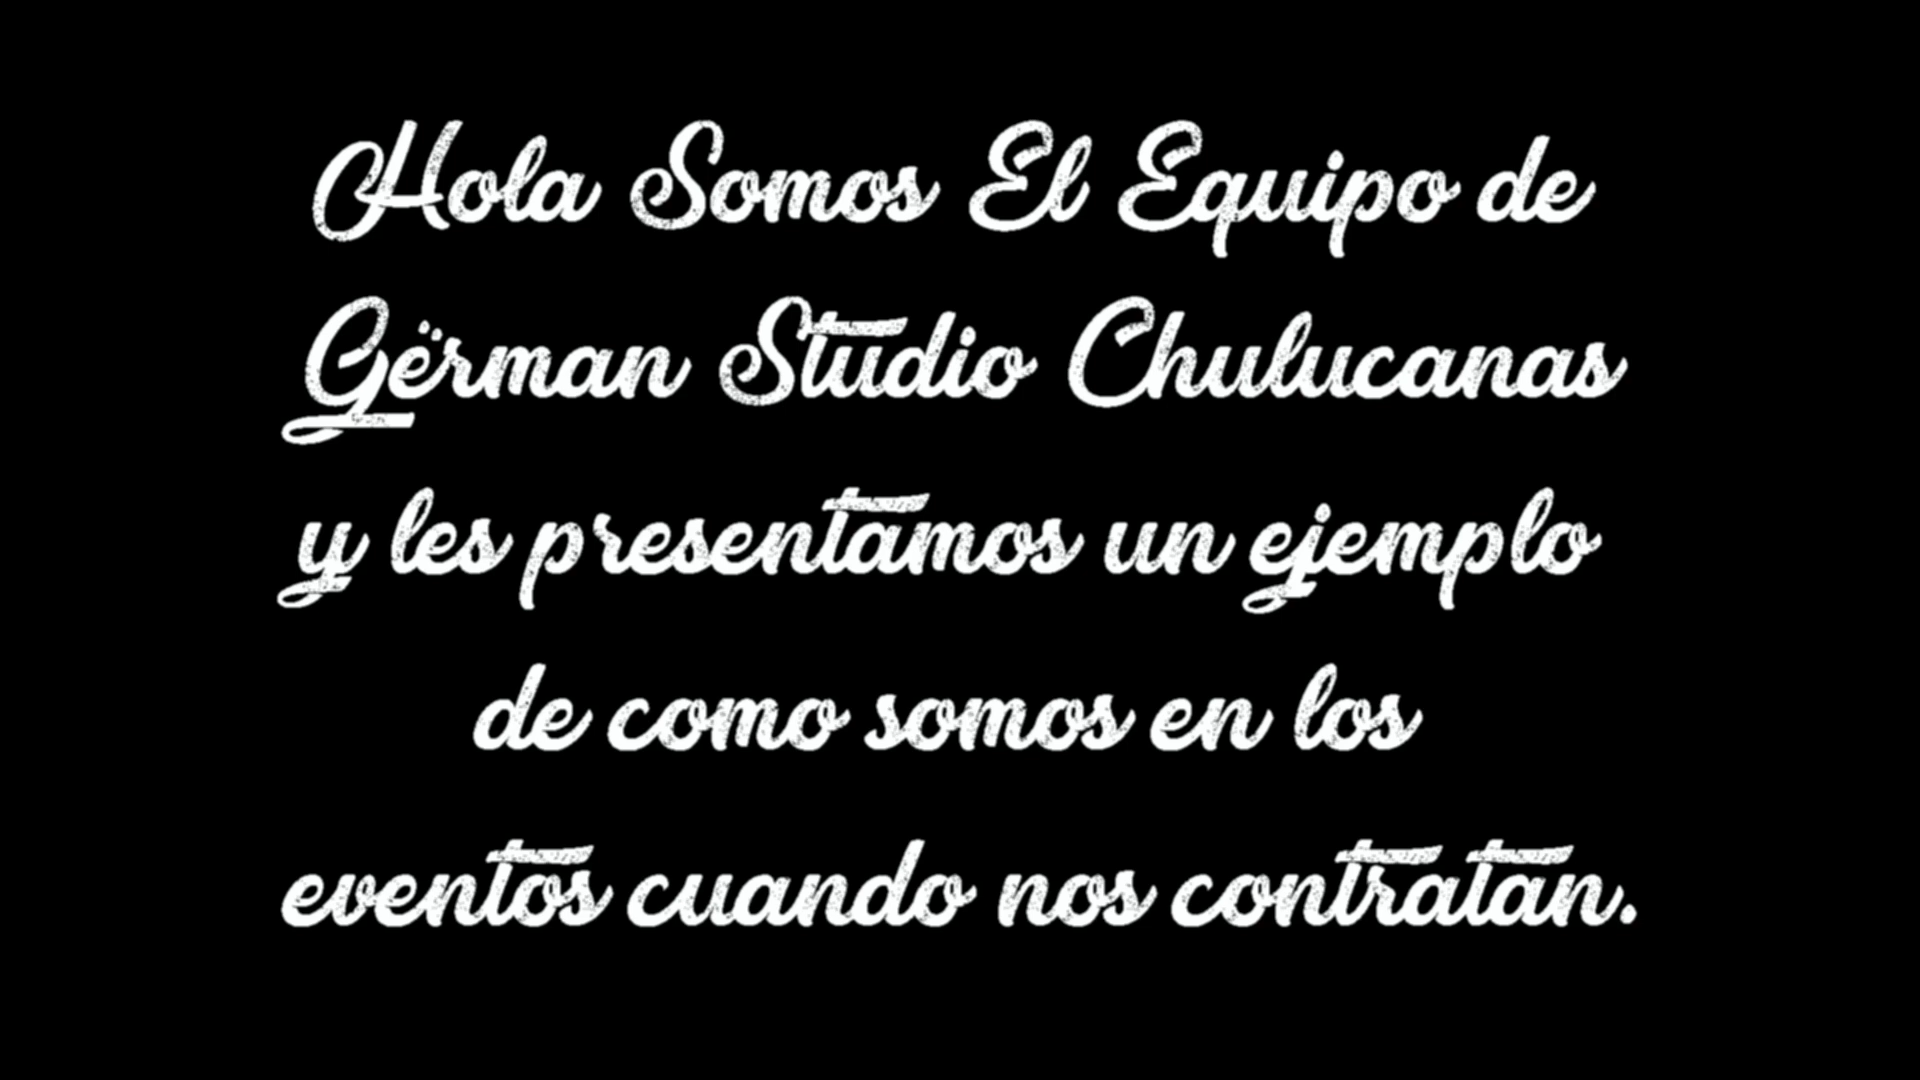 Hola Somos El Equipo de
Gërman Studio Chulucanas
y les presentamos un ejemplo
de como somos en los
eventos cuando nos contratan.